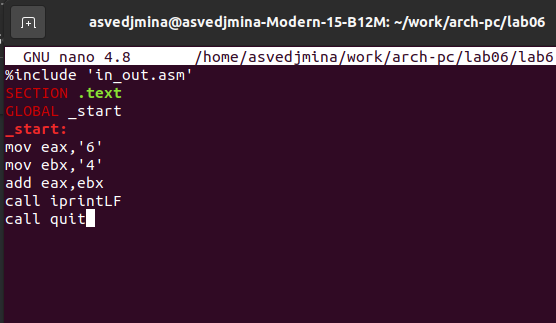 asvedjmina@asvedjmina-Modern-15-B12M: ~/work/arch-pc/lab06
GNU nano 4.8 /home/asvedjmina/work/arch-pc/lab06/lab6
%include 'in_out.asm'
SECTION .text
GLOBAL _start
_start:
mov eax,'6'
mov ebx,'4'
add eax,ebx
call iprintLF
call quit